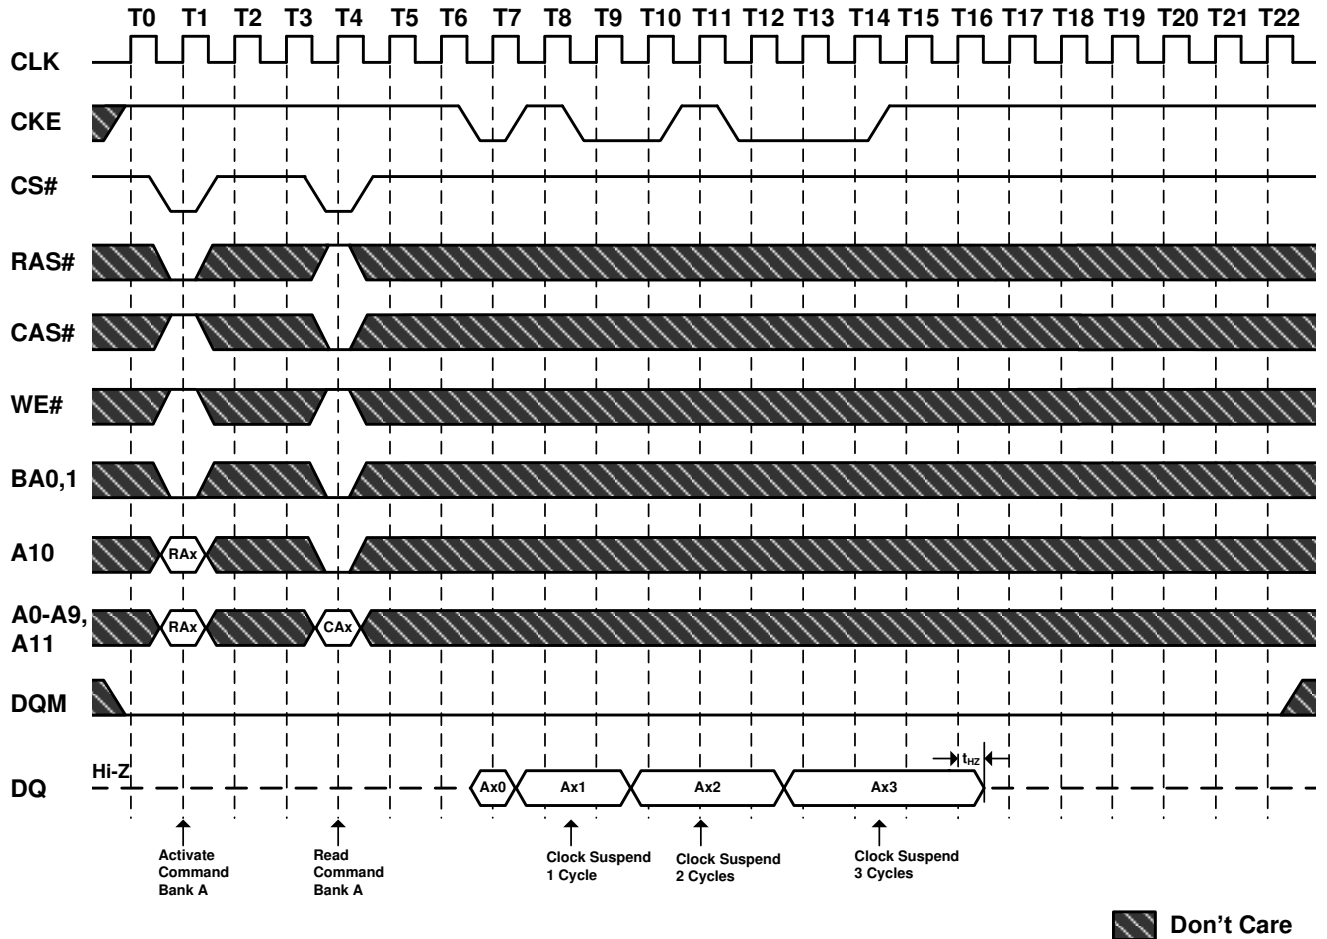 T0 T1 T2 T3 T4 T5 T6 T7 T8 T9 T10 T11 T12 T13 T14 T15 T16 T17 T18 T19 T20 T21 T22
CLK
CKE
CS#
RAS#
CAS#
WE#
BA0,1
A10
RAx
A0-A9,
A11
RAx
CAx
DQM
Hi-Z
tHZ
DQ
Ax0
Ax1
Ax2
Ax3
Activate
Command
Bank A
Read
Command
Bank A
Clock Suspend
1 Cycle
Clock Suspend
2 Cycles
Clock Suspend
3 Cycles
Don't Care